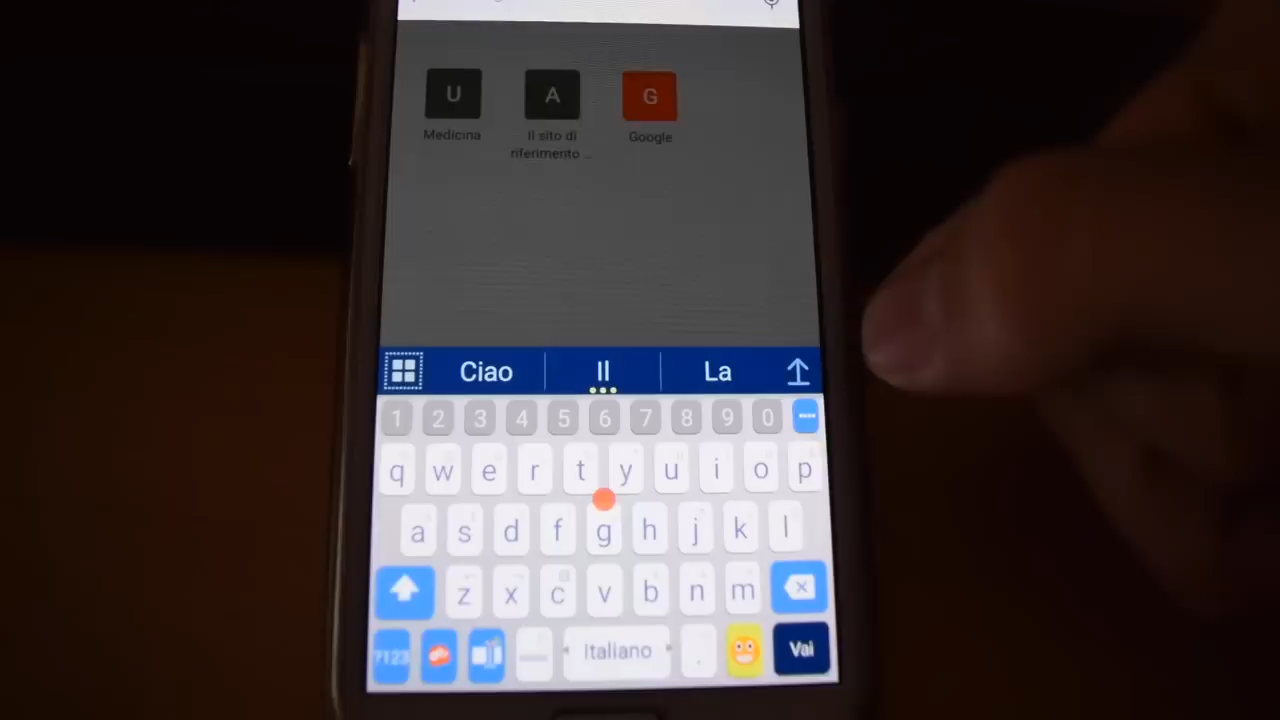 U A G
Medicina Il sito di riferimento ... Google
Ciao Il La
1 2 3 4 5 6 7 8 9 0
q w e r t y u i o p
a s d f g h j k l
z x c v b n m
?123 Italiano . Vai